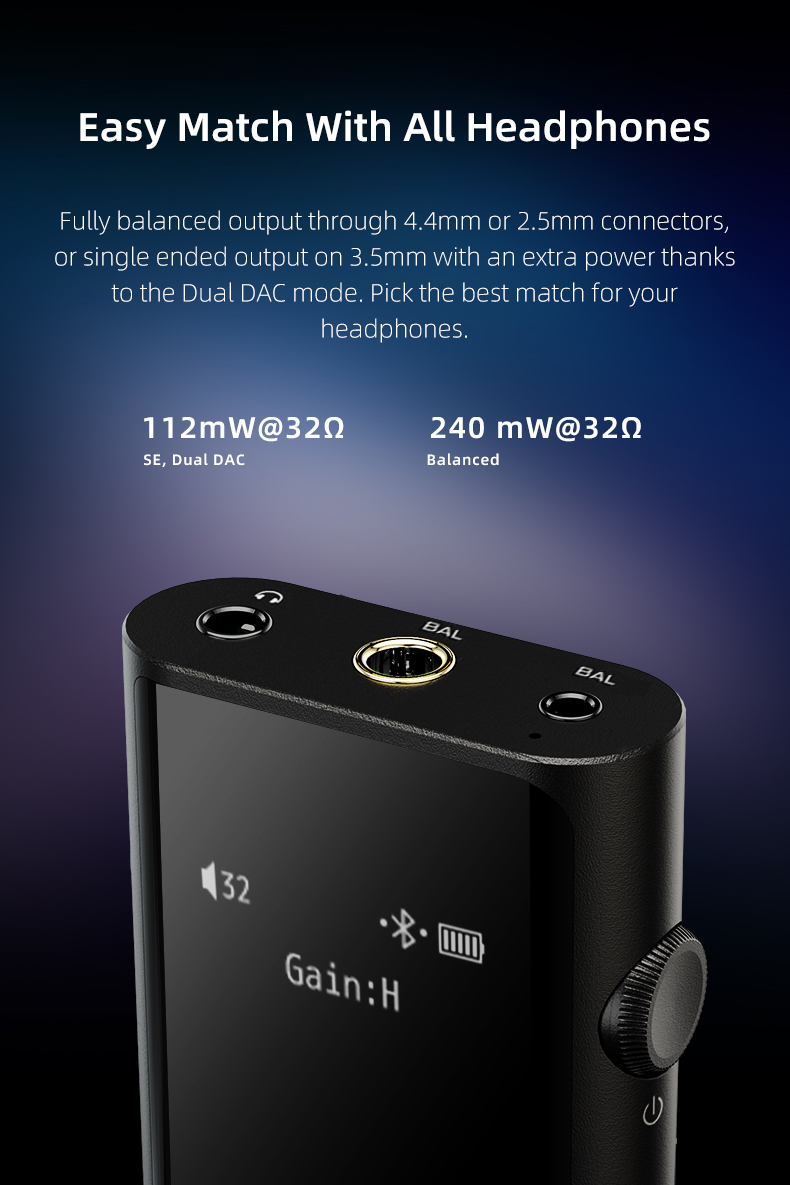 Easy Match With All Headphones
Fully balanced output through 4.4mm or 2.5mm connectors,
or single ended output on 3.5mm with an extra power thanks
to the Dual DAC mode. Pick the best match for your
headphones.
112mW@32Ω
SE, Dual DAC
240 mW@32Ω
Balanced
BAL
BAL
32
Gain:H